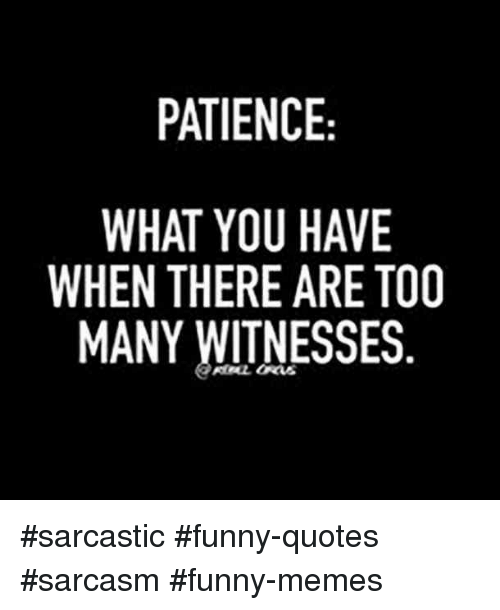 PATIENCE:
WHAT YOU HAVE
WHEN THERE ARE TOO
MANY WITNESSES.
@REBEL CIRCUS
#sarcastic #funny-quotes
#sarcasm #funny-memes